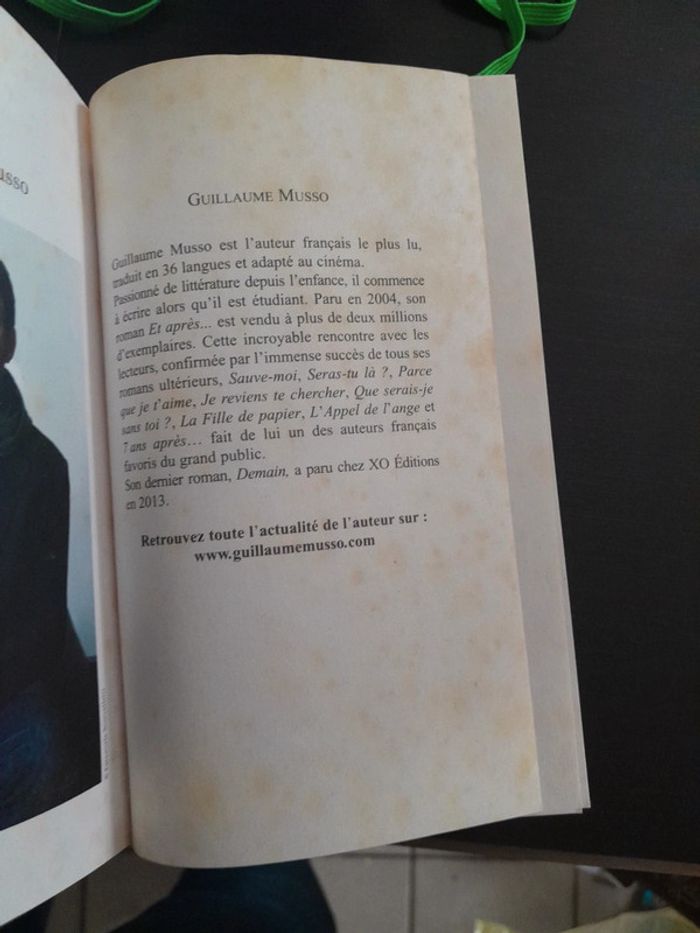 usso
GUILLAUME MUSSO
Guillaume Musso est l'auteur français le plus lu,
traduit en 36 langues et adapté au cinéma.
Passionné de littérature depuis l'enfance, il commence
à écrire alors qu'il est étudiant. Paru en 2004, son
roman Et après... est vendu à plus de deux millions
d'exemplaires. Cette incroyable rencontre avec les
lecteurs, confirmée par l'immense succès de tous ses
romans ultérieurs, Sauve-moi, Seras-tu là ?, Parce
que je t'aime, Je reviens te chercher, Que serais-je
sans toi ?, La Fille de papier, L'Appel de l'ange et
7 ans après... fait de lui un des auteurs français
favoris du grand public.
Son dernier roman, Demain, a paru chez XO Éditions
en 2013.
Retrouvez toute l'actualité de l'auteur sur :
www.guillaumemusso.com